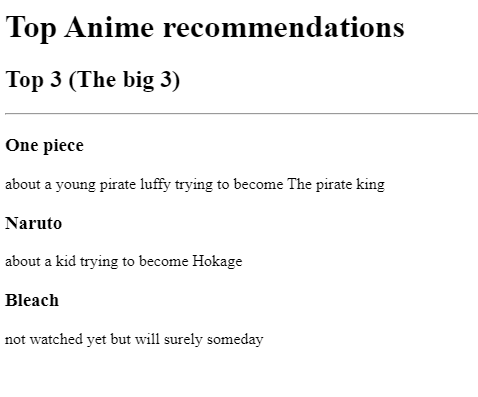 Top Anime recommendations
Top 3 (The big 3)
One piece
about a young pirate luffy trying to become The pirate king
Naruto
about a kid trying to become Hokage
Bleach
not watched yet but will surely someday